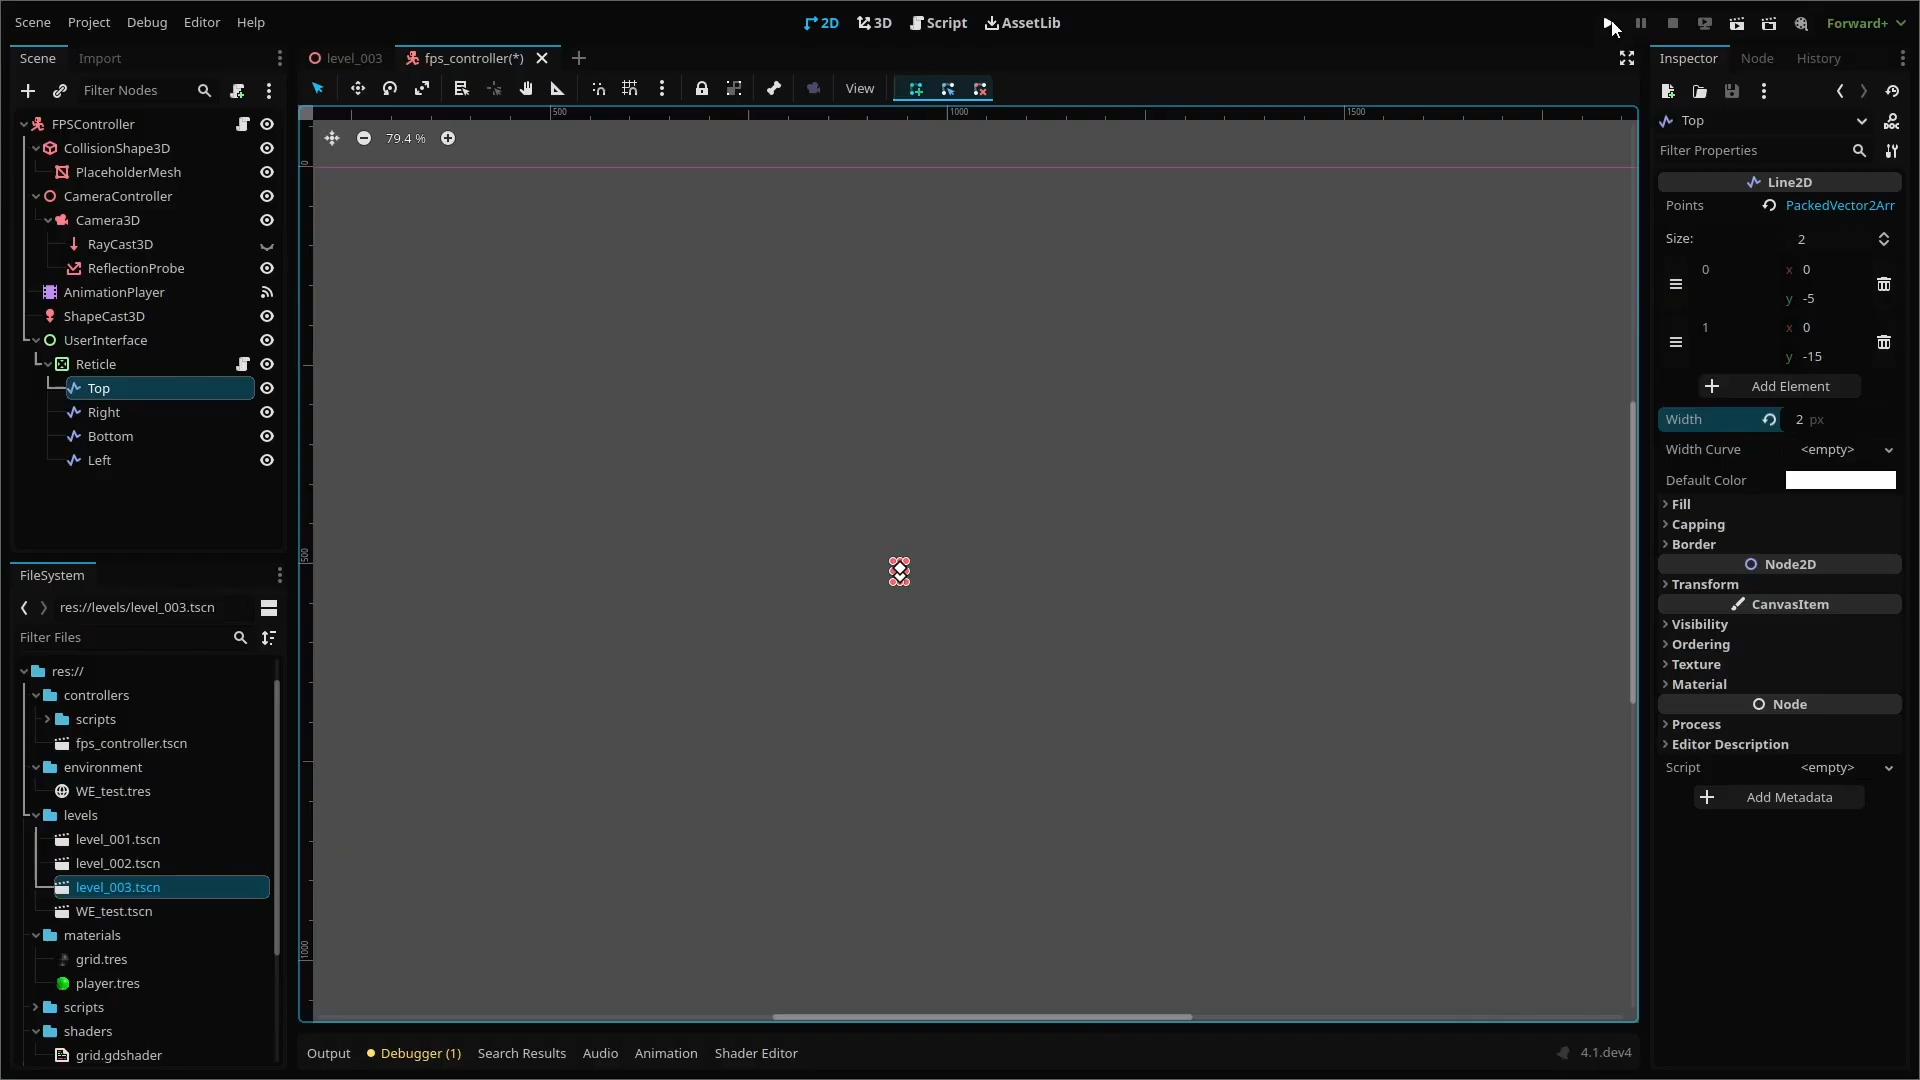 Scene Project Debug Editor Help 2D 3D Script AssetLib Forward+
Scene Import
level_003 fps_controller(*)
Inspector Node History
Filter Nodes
View
FPSController
CollisionShape3D
PlaceholderMesh
CameraController
Camera3D
RayCast3D
ReflectionProbe
AnimationPlayer
ShapeCast3D
UserInterface
Reticle
Top
Right
Bottom
Left
FileSystem
res://levels/level_003.tscn
Filter Files
res://
controllers
scripts
fps_controller.tscn
environment
WE_test.tres
levels
level_001.tscn
level_002.tscn
level_003.tscn
WE_test.tscn
materials
grid.tres
player.tres
scripts
shaders
grid.gdshader
500 1000 1500
79.4 %
0
500
1000
Output Debugger (1) Search Results Audio Animation Shader Editor 4.1.dev4
Top
Filter Properties
Line2D
Points PackedVector2Arr
Size: 2
0 x 0
y -5
1 x 0
y -15
Add Element
Width 2 px
Width Curve <empty>
Default Color
Fill
Capping
Border
Node2D
Transform
CanvasItem
Visibility
Ordering
Texture
Material
Node
Process
Editor Description
Script <empty>
Add Metadata